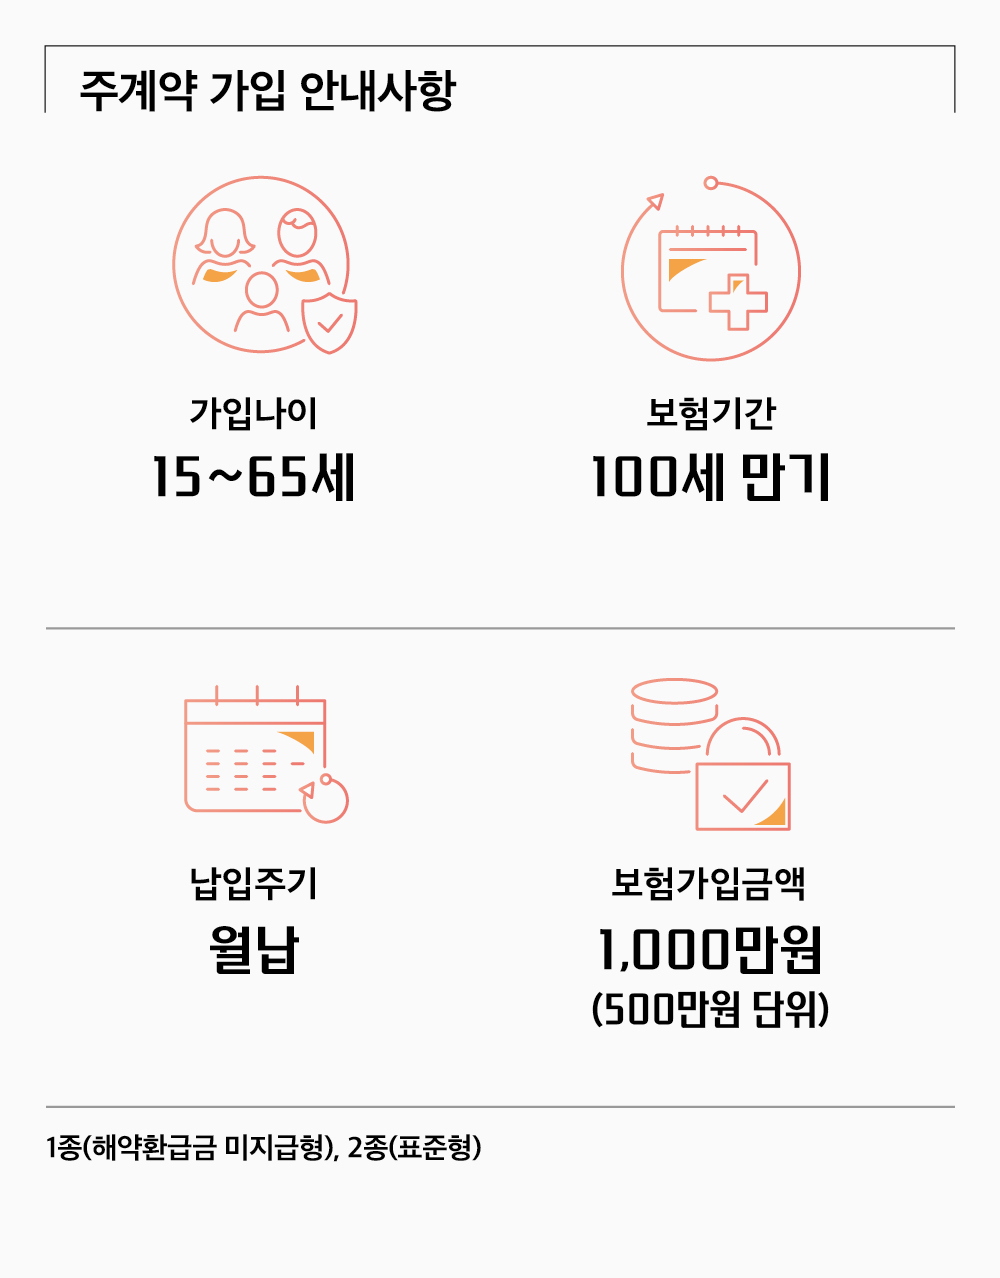 주계약 가입 안내사항
가입나이
15~65세
보험기간
100세 만기
납입주기
월납
보험가입금액
1,000만원
(500만원 단위)
1종(해약환급금 미지급형), 2종(표준형)